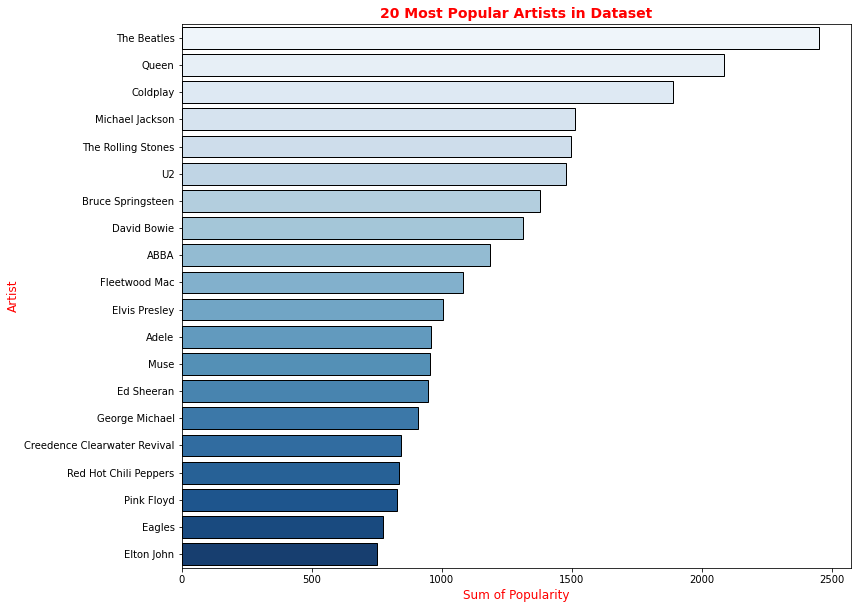 20 Most Popular Artists in Dataset
The Beatles
Queen
Coldplay
Michael Jackson
The Rolling Stones
U2
Bruce Springsteen
David Bowie
ABBA
Fleetwood Mac
Elvis Presley
Adele
Muse
Ed Sheeran
George Michael
Creedence Clearwater Revival
Red Hot Chili Peppers
Pink Floyd
Eagles
Elton John
Artist
0 500 1000 1500 2000 2500
Sum of Popularity